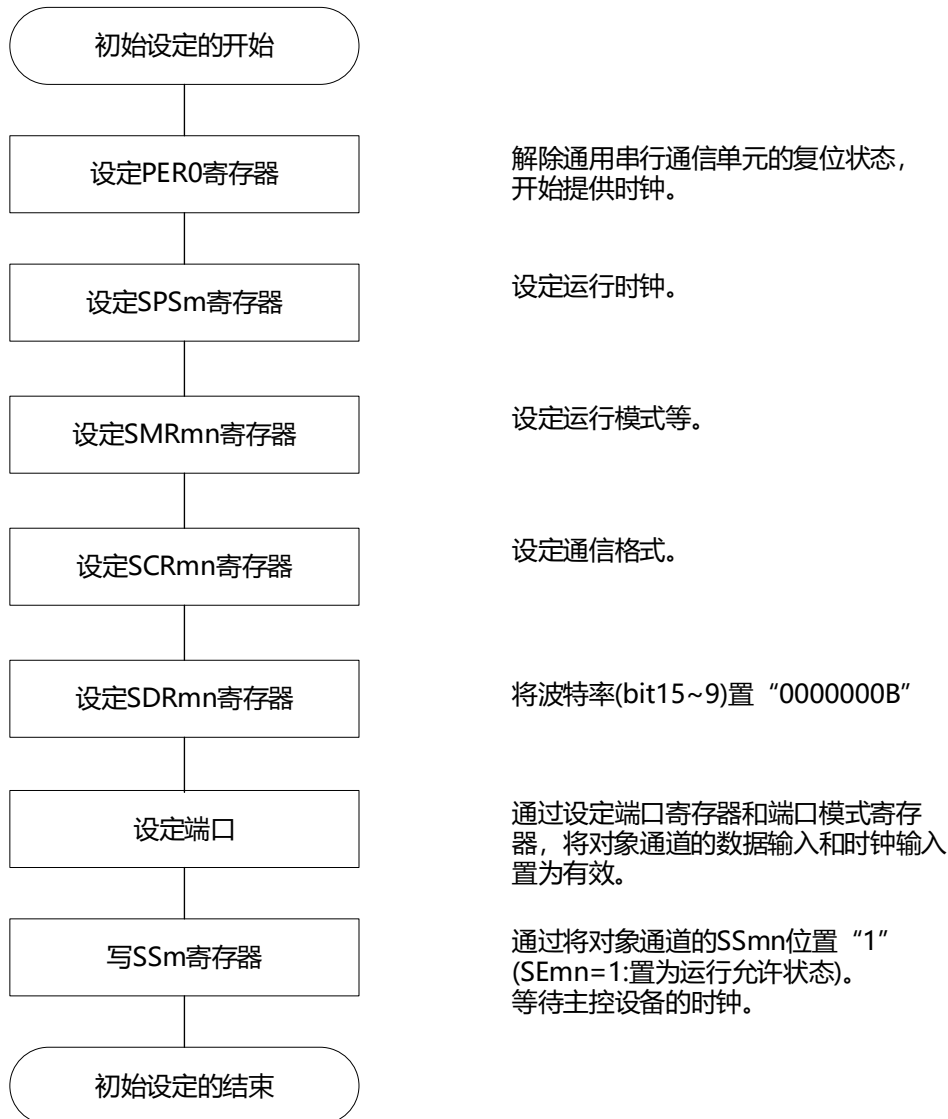 初始设定的开始
设定PER0寄存器
解除通用串行通信单元的复位状态，
开始提供时钟。
设定SPSm寄存器
设定运行时钟。
设定SMRmn寄存器
设定运行模式等。
设定SCRmn寄存器
设定通信格式。
设定SDRmn寄存器
将波特率(bit15~9)置“0000000B”
设定端口
通过设定端口寄存器和端口模式寄存
器，将对象通道的数据输入和时钟输入
置为有效。
写SSm寄存器
通过将对象通道的SSmn位置“1”
(SEmn=1:置为运行允许状态)。
等待主控设备的时钟。
初始设定的结束